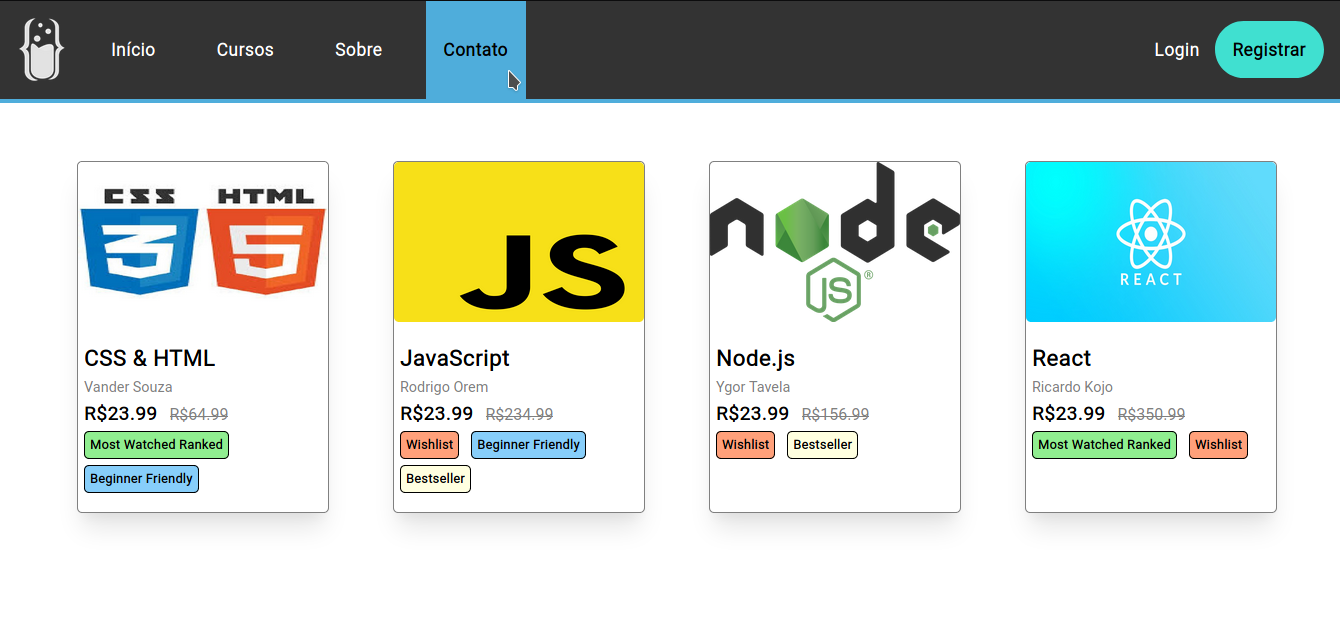 Início Cursos Sobre Contato Login Registrar
CSS HTML
3 5
CSS & HTML
Vander Souza
R$23.99 R$64.99
Most Watched Ranked
Beginner Friendly
JS
JavaScript
Rodrigo Orem
R$23.99 R$234.99
Wishlist Beginner Friendly
Bestseller
node
JS ®
Node.js
Ygor Tavela
R$23.99 R$156.99
Wishlist Bestseller
REACT
React
Ricardo Kojo
R$23.99 R$350.99
Most Watched Ranked Wishlist